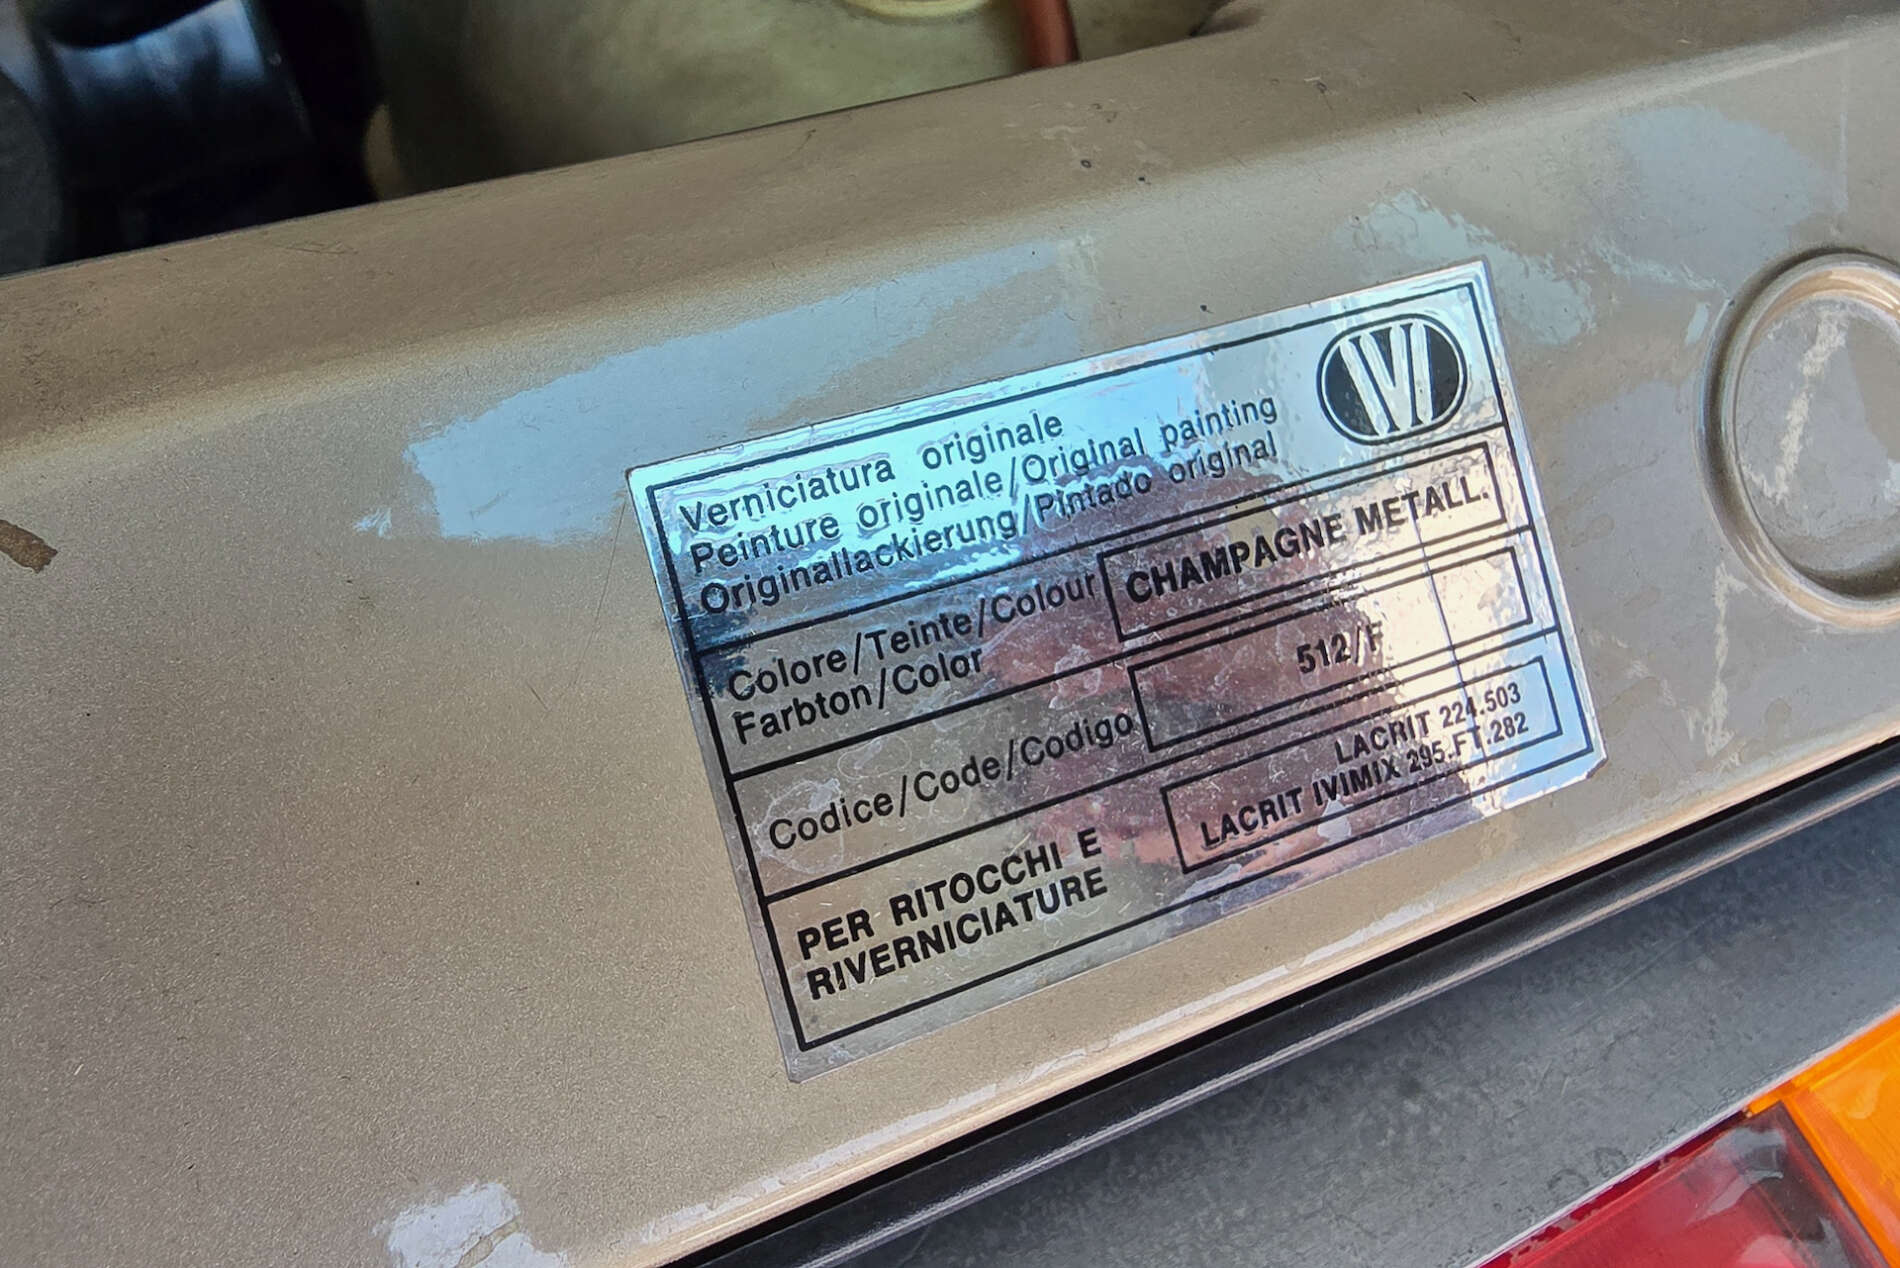 IVI
Verniciatura originale
Peinture originale/Original painting
Originallackierung/Pintado original
Colore/Teinte/Colour
Farbton/Color
CHAMPAGNE METALL.
Codice/Code/Codigo
512/F
PER RITOCCHI E
RIVERNICIATURE
LACRIT 224.503
LACRIT IVIMIX 295.FT.282